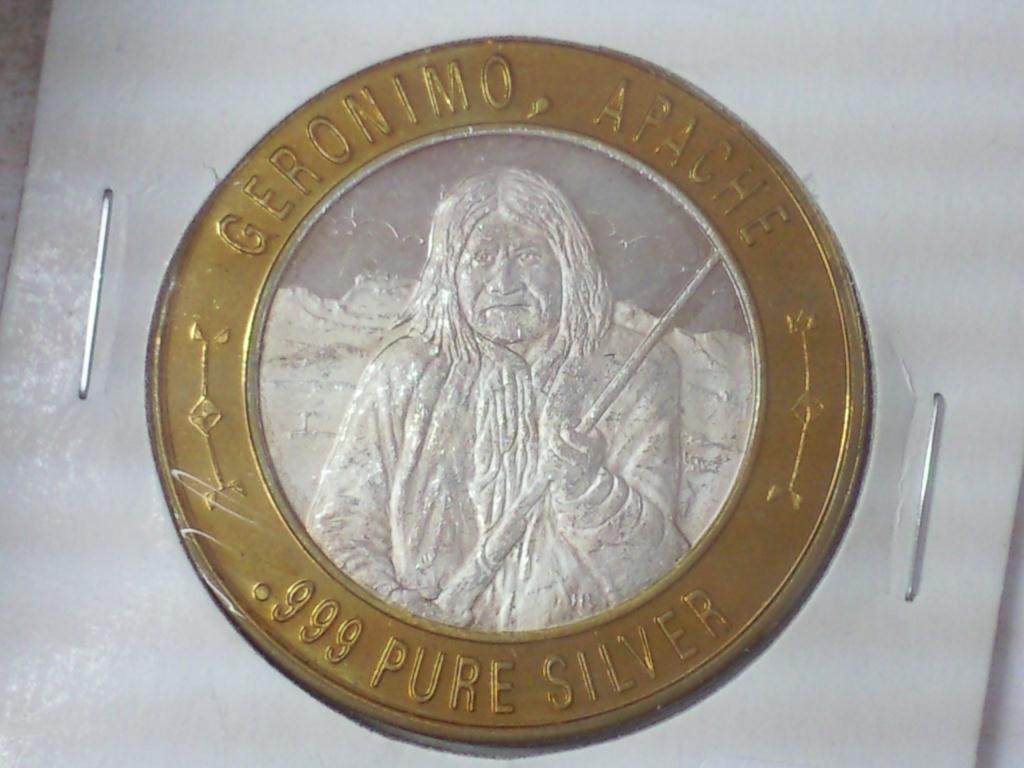 GERONIMO, APACHE
.999 PURE SILVER